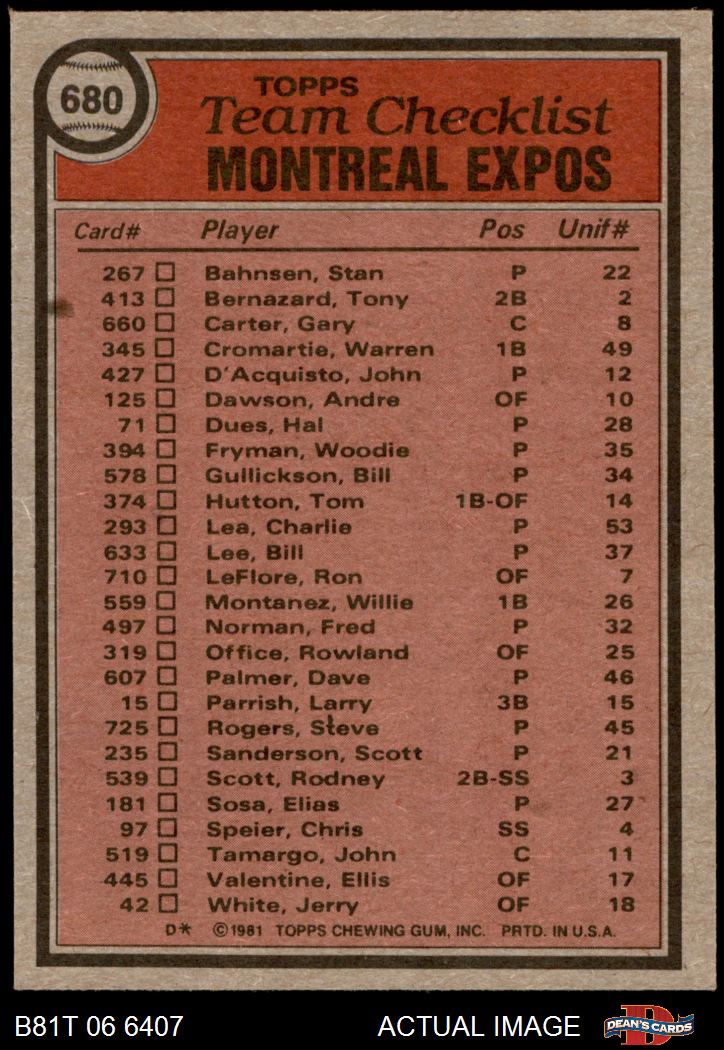 680
TOPPS
Team Checklist
MONTREAL EXPOS
Card# Player Pos Unif#
267 Bahnsen, Stan P 22
413 Bernazard, Tony 2B 2
660 Carter, Gary C 8
345 Cromartie, Warren 1B 49
427 D'Acquisto, John P 12
125 Dawson, Andre OF 10
71 Dues, Hal P 28
394 Fryman, Woodie P 35
578 Gullickson, Bill P 34
374 Hutton, Tom 1B-OF 14
293 Lea, Charlie P 53
633 Lee, Bill P 37
710 LeFlore, Ron OF 7
559 Montanez, Willie 1B 26
497 Norman, Fred P 32
319 Office, Rowland OF 25
607 Palmer, Dave P 46
15 Parrish, Larry 3B 15
725 Rogers, Steve P 45
235 Sanderson, Scott P 21
539 Scott, Rodney 2B-SS 3
181 Sosa, Elias P 27
97 Speier, Chris SS 4
519 Tamargo, John C 11
445 Valentine, Ellis OF 17
42 White, Jerry OF 18
D* ©1981 TOPPS CHEWING GUM, INC. PRTD. IN U.S.A.
B81T 06 6407 ACTUAL IMAGE D DEAN'S CARDS